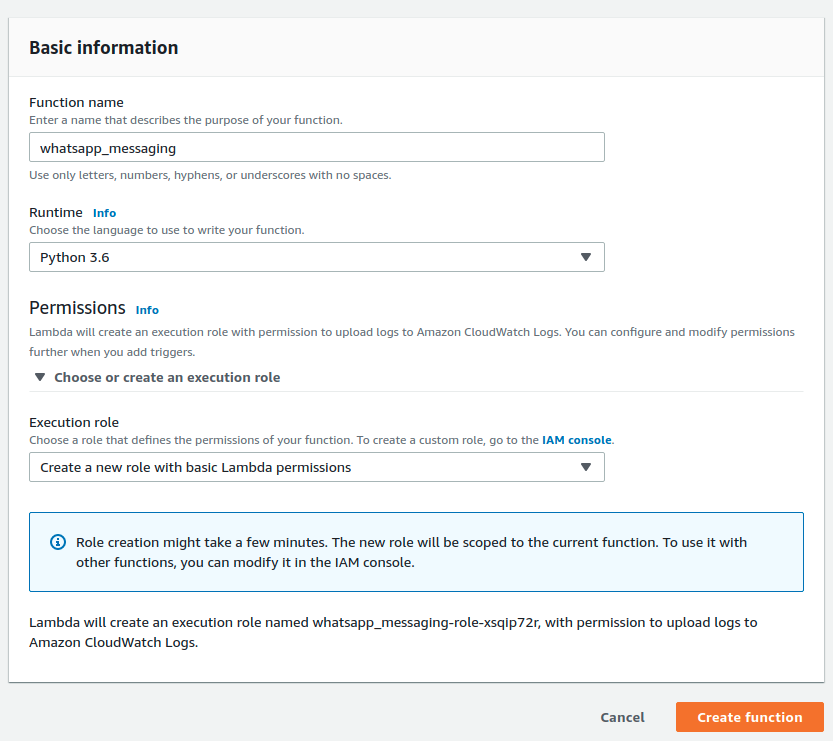 Basic information
Function name
Enter a name that describes the purpose of your function.
whatsapp_messaging
Use only letters, numbers, hyphens, or underscores with no spaces.
Runtime Info
Choose the language to use to write your function.
Python 3.6
Permissions Info
Lambda will create an execution role with permission to upload logs to Amazon CloudWatch Logs. You can configure and modify permissions
further when you add triggers.
Choose or create an execution role
Execution role
Choose a role that defines the permissions of your function. To create a custom role, go to the IAM console.
Create a new role with basic Lambda permissions
Role creation might take a few minutes. The new role will be scoped to the current function. To use it with
other functions, you can modify it in the IAM console.
Lambda will create an execution role named whatsapp_messaging-role-xsqip72r, with permission to upload logs to
Amazon CloudWatch Logs.
Cancel Create function